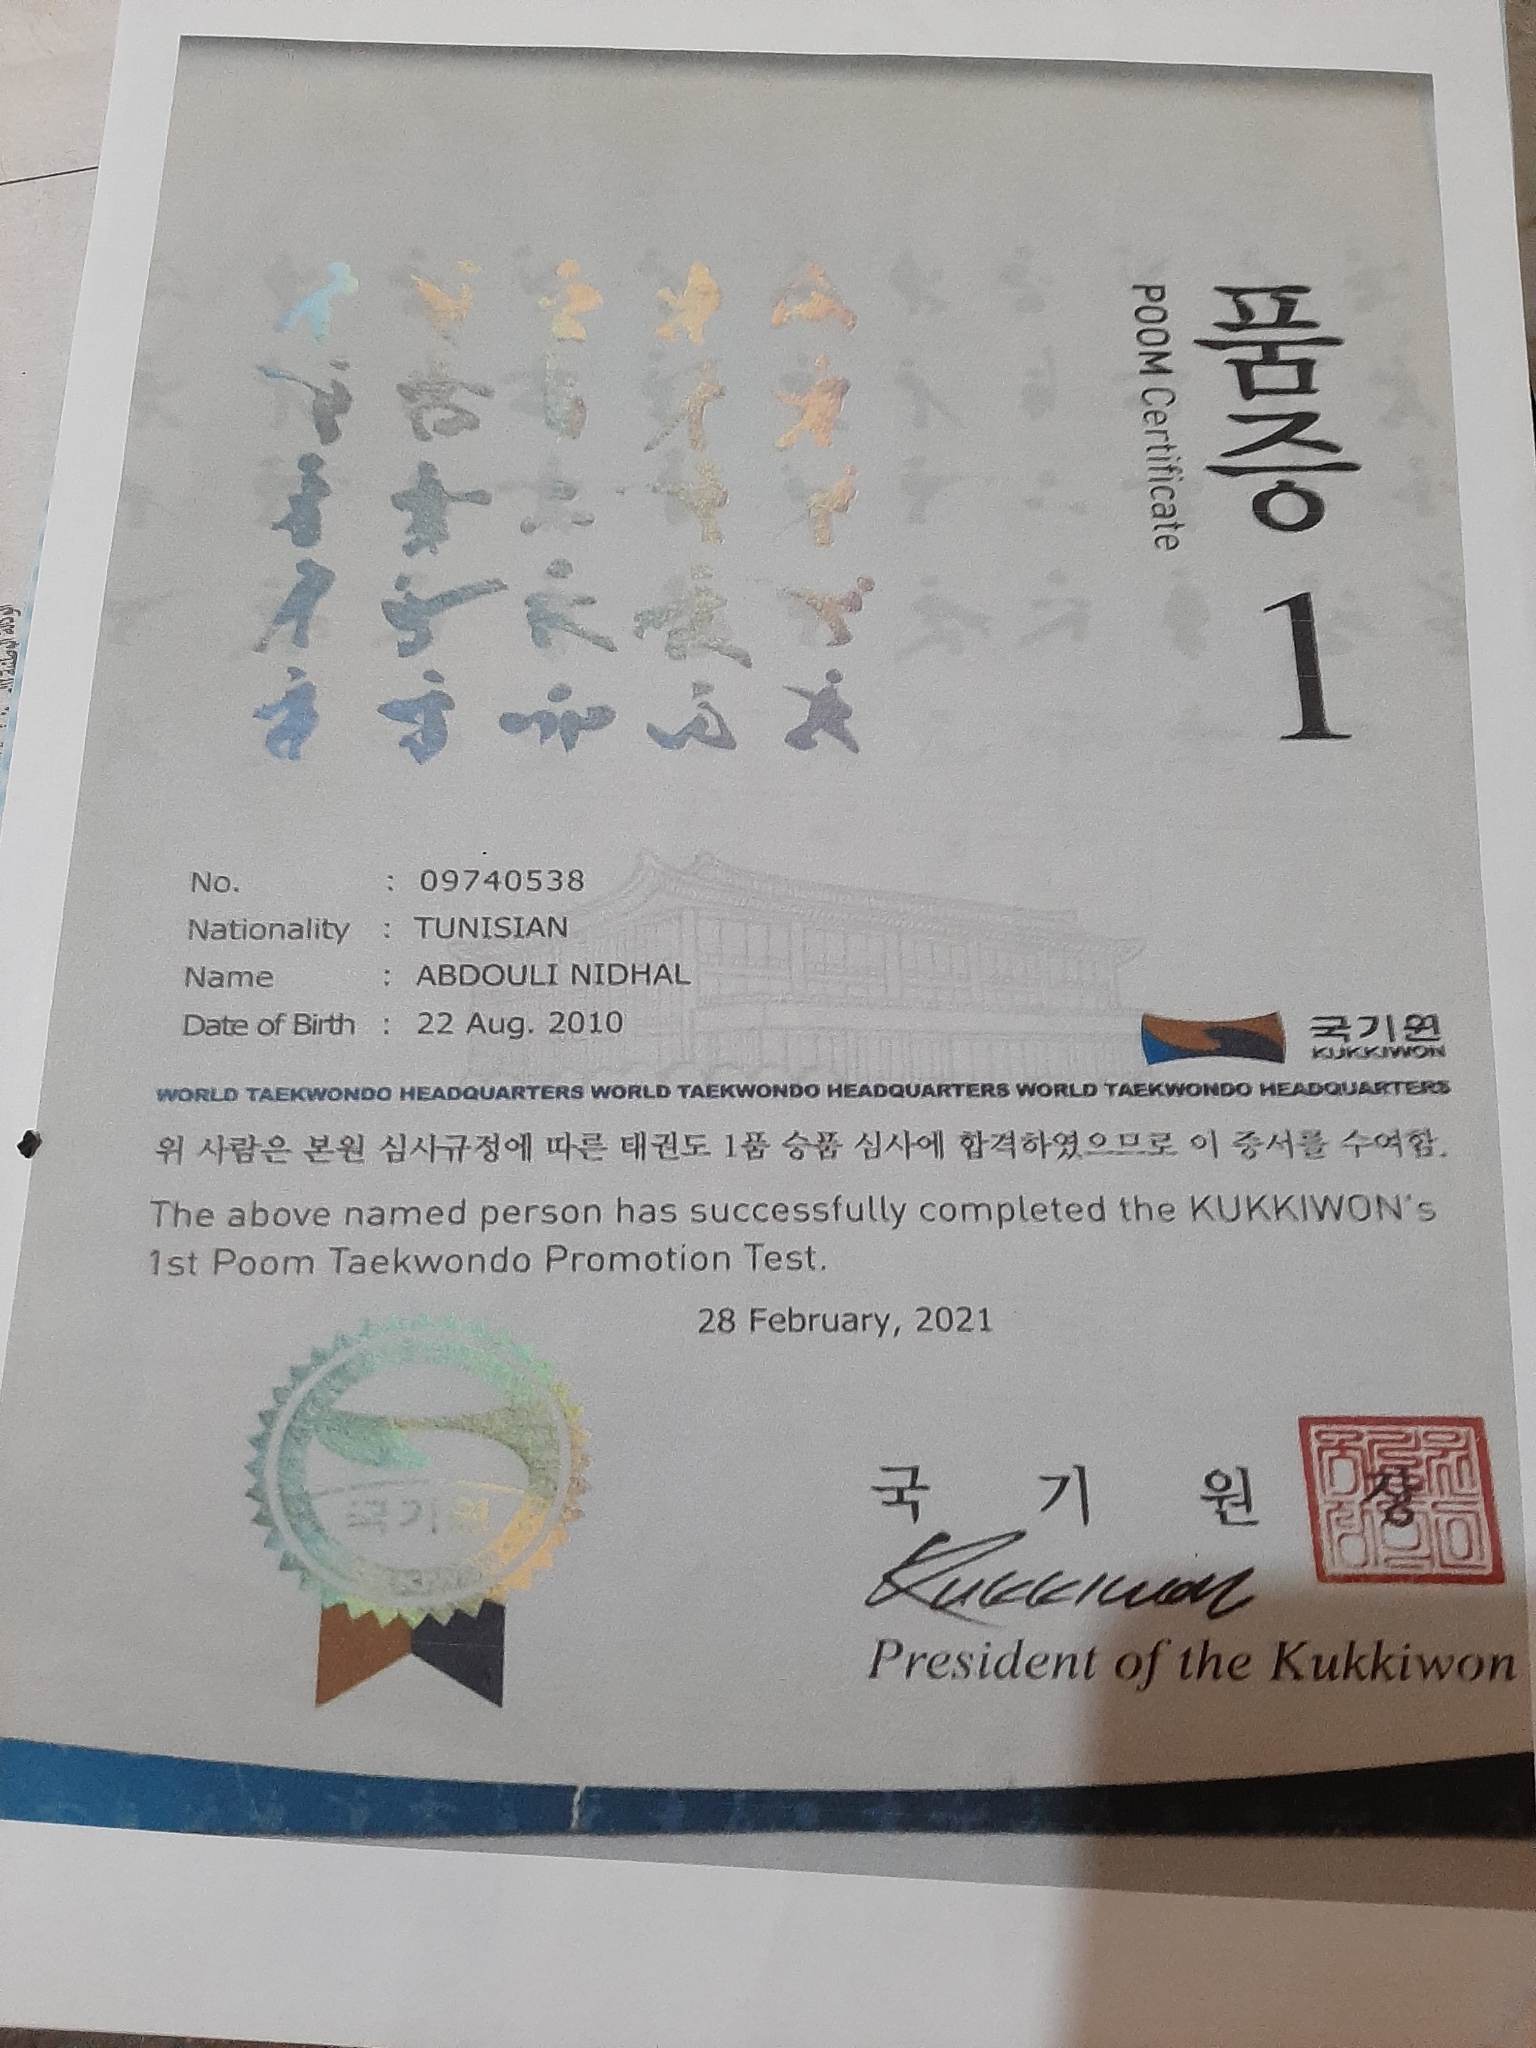 품증 1
POOM Certificate
No. : 09740538
Nationality : TUNISIAN
Name : ABDOULI NIDHAL
Date of Birth : 22 Aug. 2010
국기원
KUKKIWON
WORLD TAEKWONDO HEADQUARTERS WORLD TAEKWONDO HEADQUARTERS WORLD TAEKWONDO HEADQUARTERS
위 사람은 본원 심사규정에 따른 태권도 1품 승품 심사에 합격하였으므로 이 증서를 수여함.
The above named person has successfully completed the KUKKIWON's
1st Poom Taekwondo Promotion Test.
28 February, 2021
국기원
국 기 원 장
Kukkiwon
President of the Kukkiwon